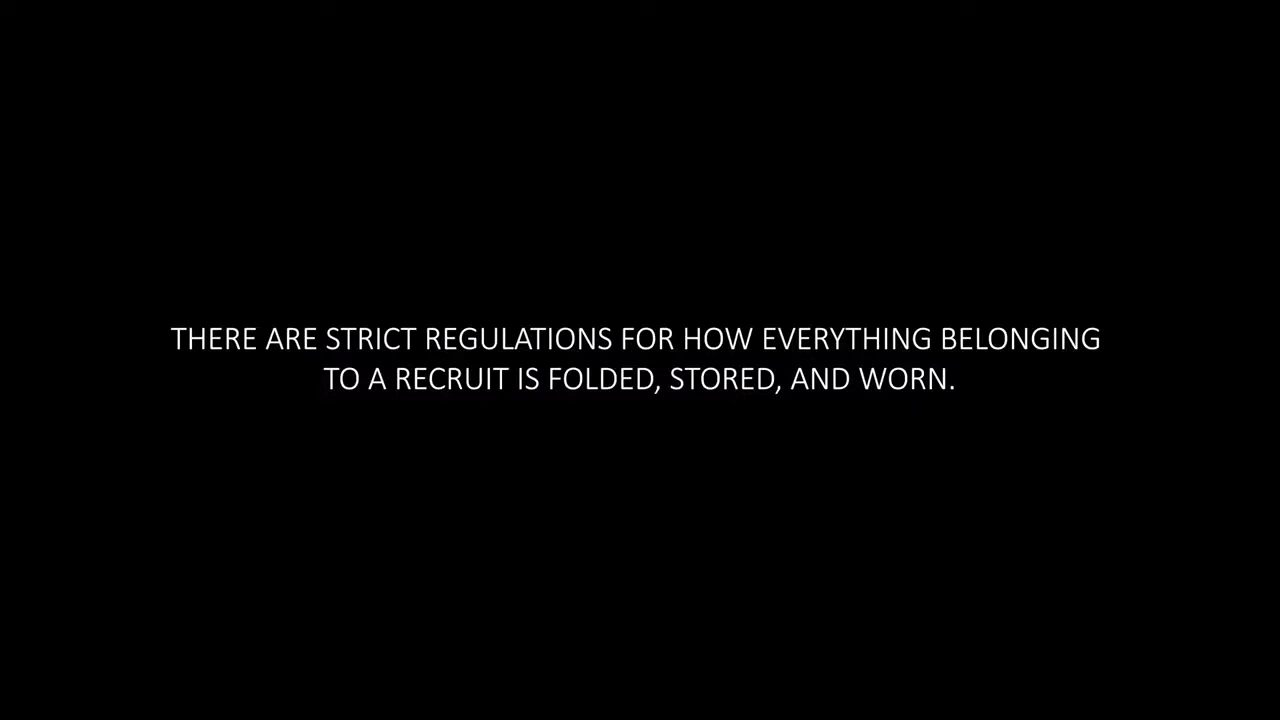 THERE ARE STRICT REGULATIONS FOR HOW EVERYTHING BELONGING
TO A RECRUIT IS FOLDED, STORED, AND WORN.